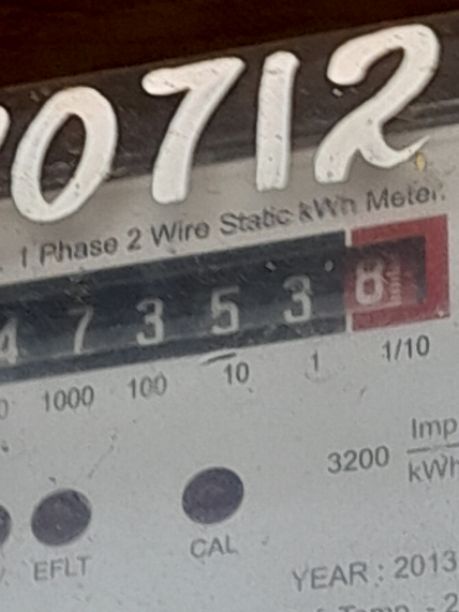 0712
1 Phase 2 Wire Static kWh Meter.
4 7 3 5 3 8
0 1000 100 10 1 1/10
3200 Imp
kWh
EFLT CAL
YEAR : 2013